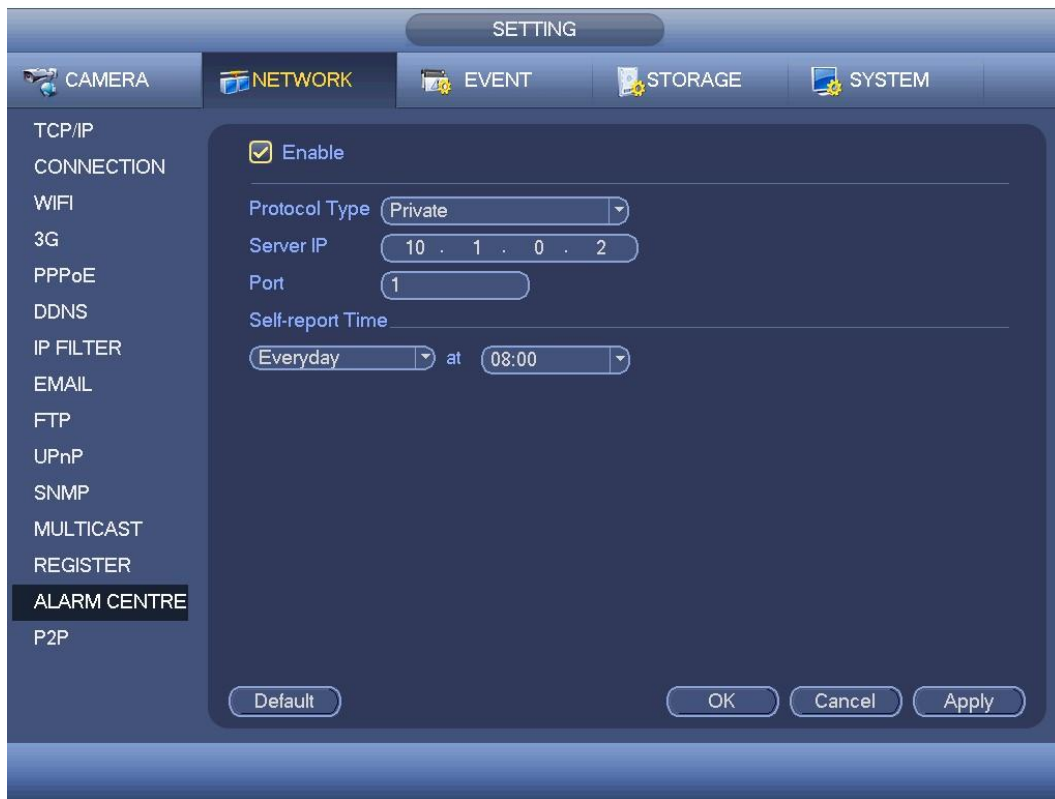 SETTING
CAMERA NETWORK EVENT STORAGE SYSTEM
TCP/IP
CONNECTION
WIFI
3G
PPPoE
DDNS
IP FILTER
EMAIL
FTP
UPnP
SNMP
MULTICAST
REGISTER
ALARM CENTRE
P2P
Enable
Protocol Type Private
Server IP 10 . 1 . 0 . 2
Port 1
Self-report Time
Everyday at 08:00
Default OK Cancel Apply